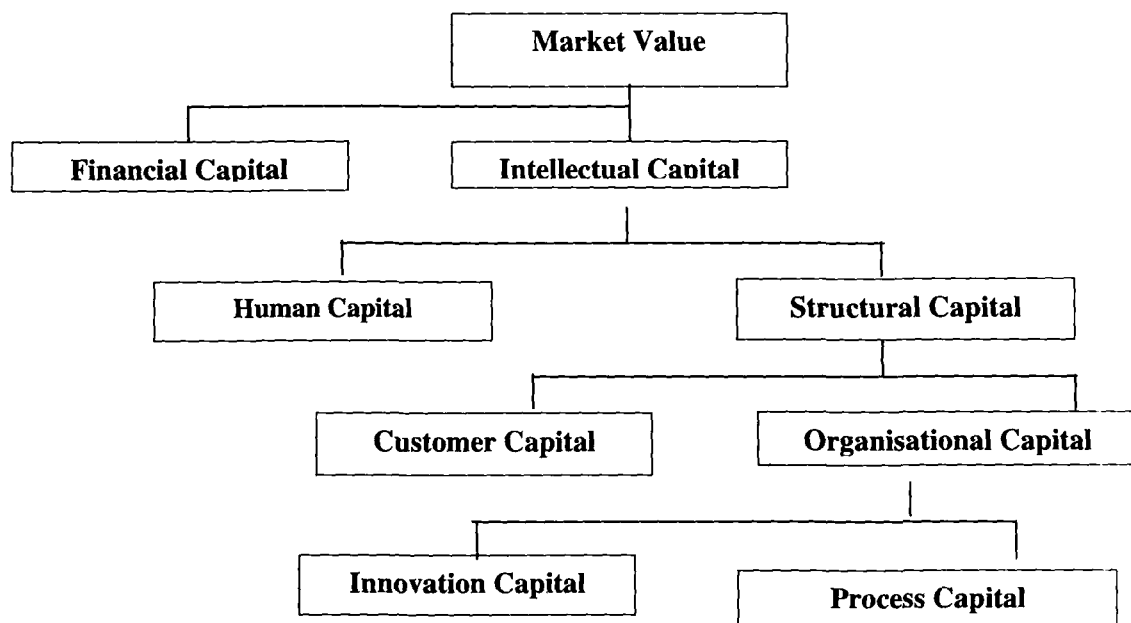 Market Value
Financial Capital
Intellectual Capital
Human Capital
Structural Capital
Customer Capital
Organisational Capital
Innovation Capital
Process Capital